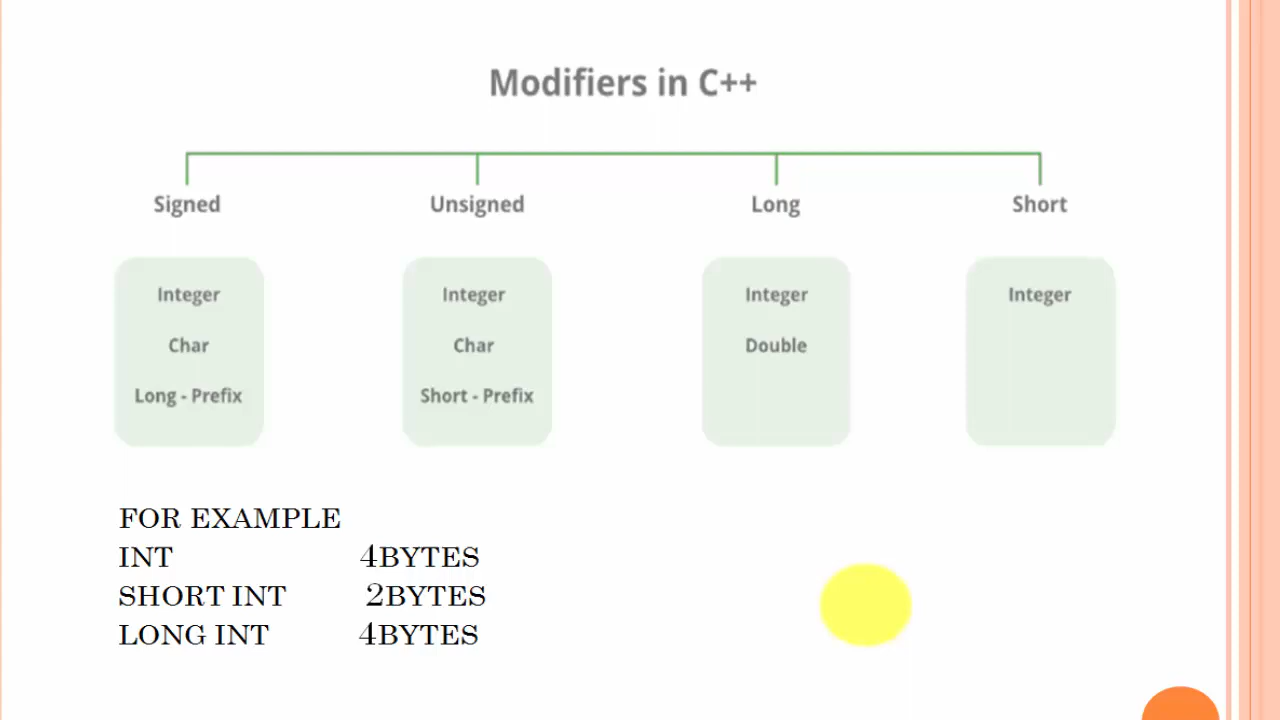 Modifiers in C++
Signed Unsigned Long Short
Integer Integer Integer Integer
Char Char Double
Long - Prefix Short - Prefix
FOR EXAMPLE
INT 4BYTES
SHORT INT 2BYTES
LONG INT 4BYTES